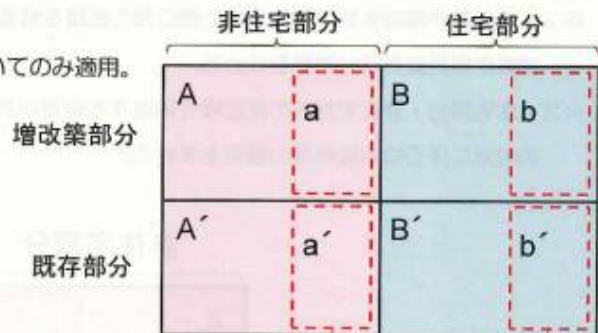 非住宅部分 住宅部分
いてのみ適用。
増改築部分
A a B b
既存部分
A´ a´ B´ b´